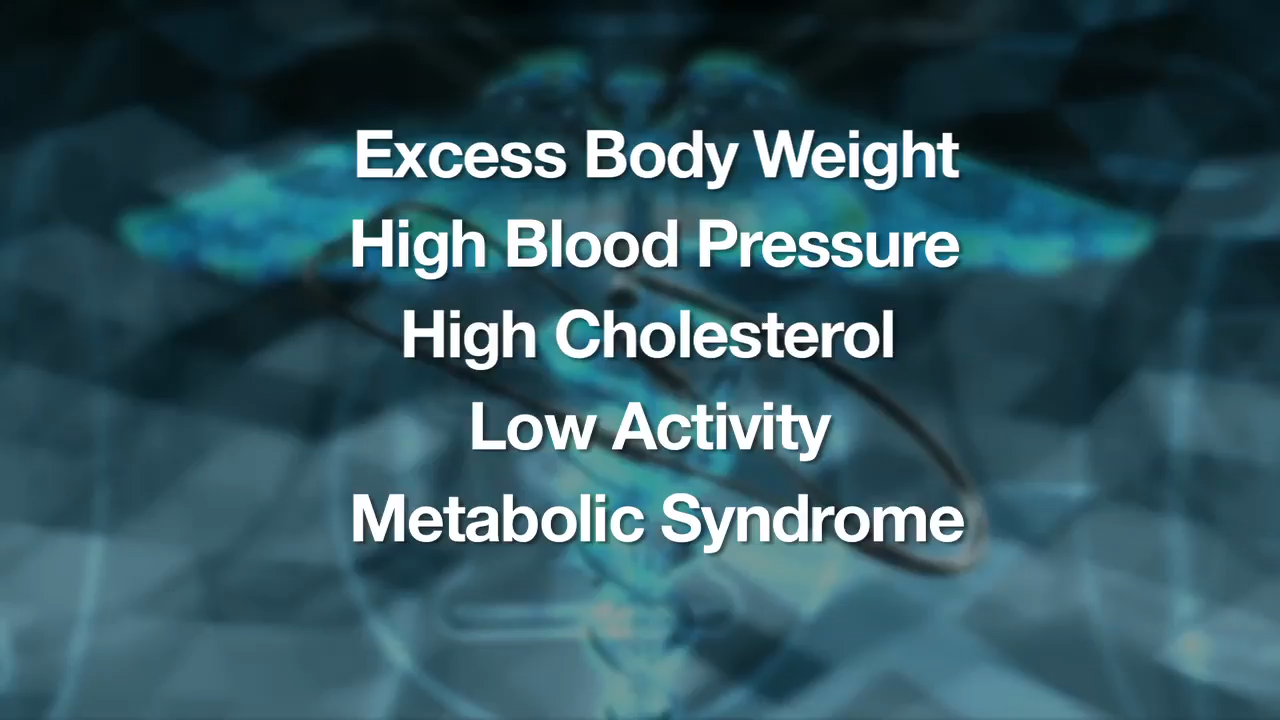 Excess Body Weight
High Blood Pressure
High Cholesterol
Low Activity
Metabolic Syndrome